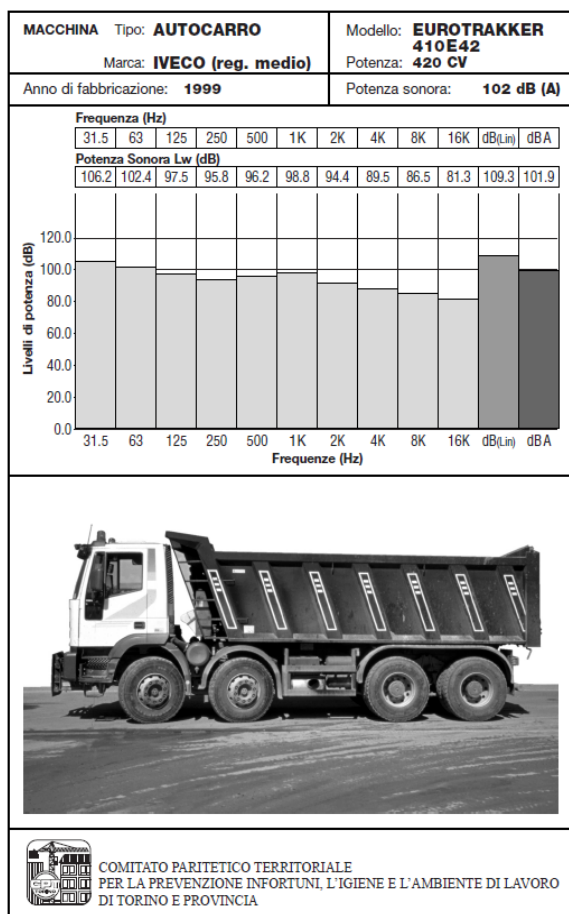 MACCHINA Tipo: AUTOCARRO
Marca: IVECO (reg. medio)
Modello: EUROTRAKKER
410E42
Potenza: 420 CV
Anno di fabbricazione: 1999
Potenza sonora: 102 dB (A)
Frequenza (Hz)
31.5 63 125 250 500 1K 2K 4K 8K 16K dB(Lin) dBA
Potenza Sonora Lw (dB)
106.2 102.4 97.5 95.8 96.2 98.8 94.4 89.5 86.5 81.3 109.3 101.9
Livelli di potenza (dB)
120.0
100.0
80.0
60.0
40.0
20.0
0.0
31.5 63 125 250 500 1K 2K 4K 8K 16K dB(Lin) dBA
Frequenze (Hz)
CPT
TORINO
COMITATO PARITETICO TERRITORIALE
PER LA PREVENZIONE INFORTUNI, L'IGIENE E L'AMBIENTE DI LAVORO
DI TORINO E PROVINCIA